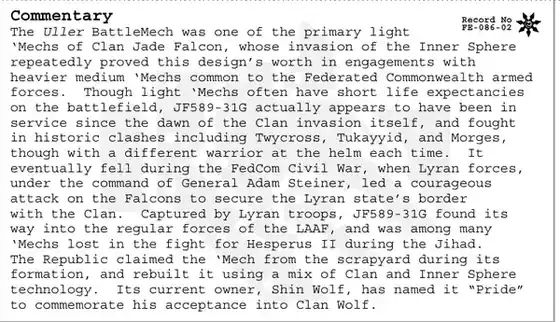 Commentary
Record No
FE-086-02
The Uller BattleMech was one of the primary light
‘Mechs of Clan Jade Falcon, whose invasion of the Inner Sphere
repeatedly proved this design’s worth in engagements with
heavier medium ‘Mechs common to the Federated Commonwealth armed
forces.  Though light ‘Mechs often have short life expectancies
on the battlefield, JF589-31G actually appears to have been in
service since the dawn of the Clan invasion itself, and fought
in historic clashes including Twycross, Tukayyid, and Morges,
though with a different warrior at the helm each time.  It
eventually fell during the FedCom Civil War, when Lyran forces,
under the command of General Adam Steiner, led a courageous
attack on the Falcons to secure the Lyran state’s border
with the Clan.  Captured by Lyran troops, JF589-31G found its
way into the regular forces of the LAAF, and was among many
‘Mechs lost in the fight for Hesperus II during the Jihad.
The Republic claimed the ‘Mech from the scrapyard during its
formation, and rebuilt it using a mix of Clan and Inner Sphere
technology.  Its current owner, Shin Wolf, has named it “Pride”
to commemorate his acceptance into Clan Wolf.